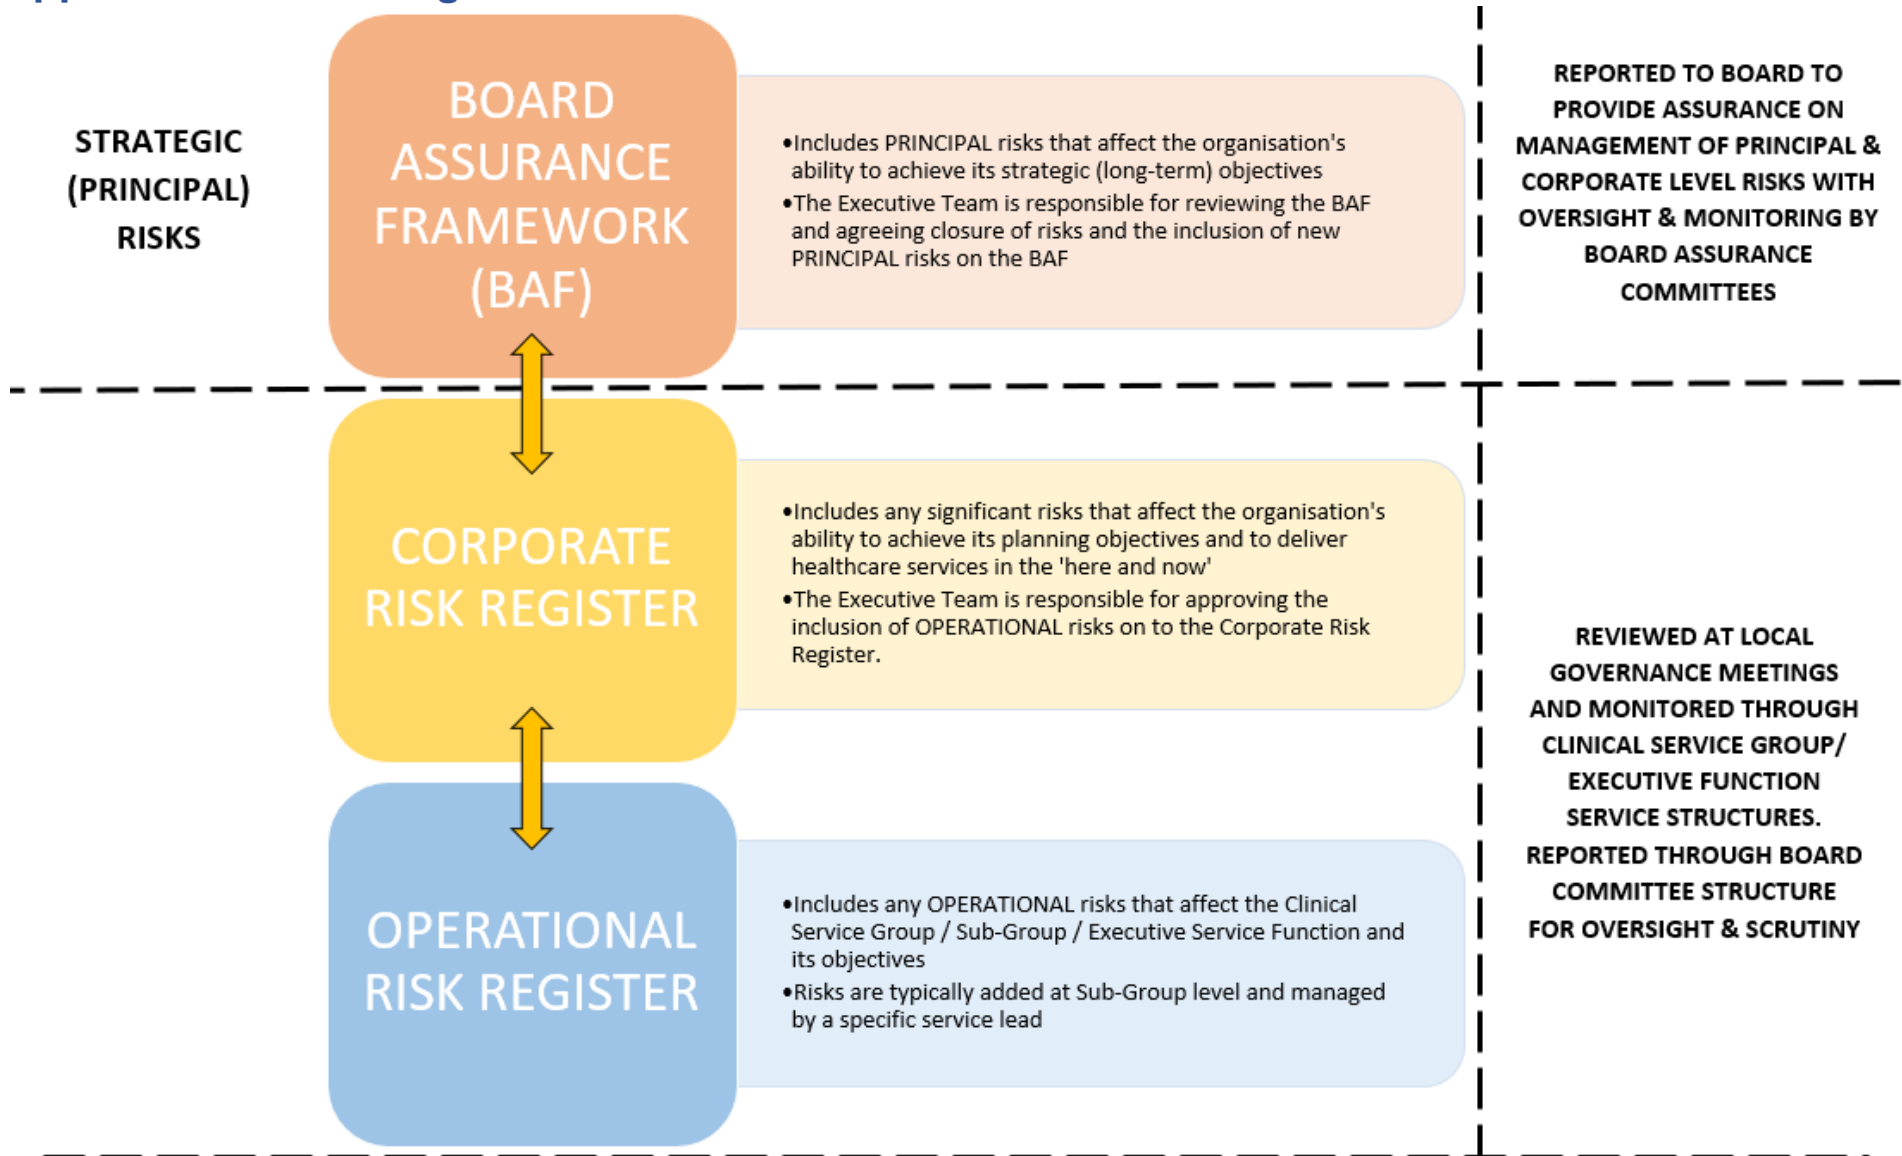 STRATEGIC
(PRINCIPAL)
RISKS
BOARD
ASSURANCE
FRAMEWORK
(BAF)
•Includes PRINCIPAL risks that affect the organisation's
ability to achieve its strategic (long-term) objectives
•The Executive Team is responsible for reviewing the BAF
and agreeing closure of risks and the inclusion of new
PRINCIPAL risks on the BAF
REPORTED TO BOARD TO
PROVIDE ASSURANCE ON
MANAGEMENT OF PRINCIPAL &
CORPORATE LEVEL RISKS WITH
OVERSIGHT & MONITORING BY
BOARD ASSURANCE
COMMITTEES
CORPORATE
RISK REGISTER
•Includes any significant risks that affect the organisation's
ability to achieve its planning objectives and to deliver
healthcare services in the 'here and now'
•The Executive Team is responsible for approving the
inclusion of OPERATIONAL risks on to the Corporate Risk
Register.
OPERATIONAL
RISK REGISTER
•Includes any OPERATIONAL risks that affect the Clinical
Service Group / Sub-Group / Executive Service Function and
its objectives
•Risks are typically added at Sub-Group level and managed
by a specific service lead
REVIEWED AT LOCAL
GOVERNANCE MEETINGS
AND MONITORED THROUGH
CLINICAL SERVICE GROUP/
EXECUTIVE FUNCTION
SERVICE STRUCTURES.
REPORTED THROUGH BOARD
COMMITTEE STRUCTURE
FOR OVERSIGHT & SCRUTINY